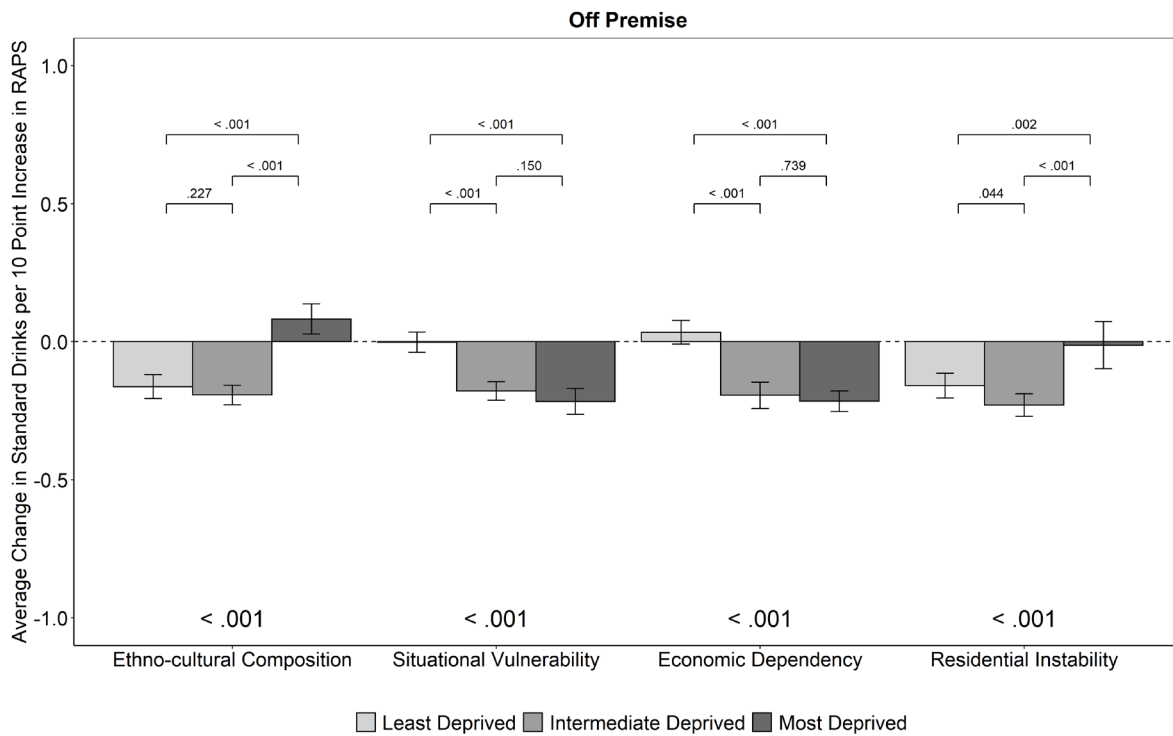 Off Premise
Average Change in Standard Drinks per 10 Point Increase in RAPS
1.0
0.5
0.0
-0.5
-1.0
< .001
< .001
.227
< .001
.150
< .001
< .001
.739
< .001
.002
< .001
.044
< .001
< .001
< .001
< .001
Ethno-cultural Composition
Situational Vulnerability
Economic Dependency
Residential Instability
Least Deprived
Intermediate Deprived
Most Deprived